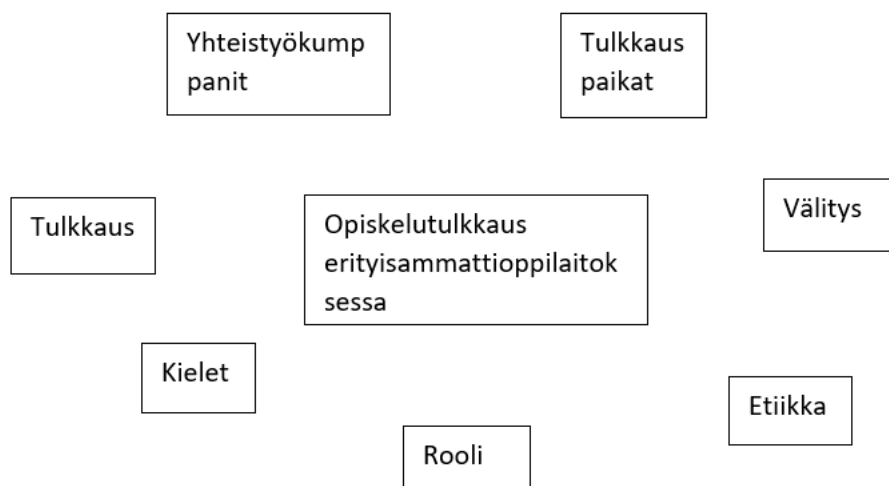 Yhteistyökump
panit
Tulkkaus
paikat
Tulkkaus
Opiskelutulkkaus
erityisammattioppilaitok
sessa
Välitys
Kielet
Rooli
Etiikka